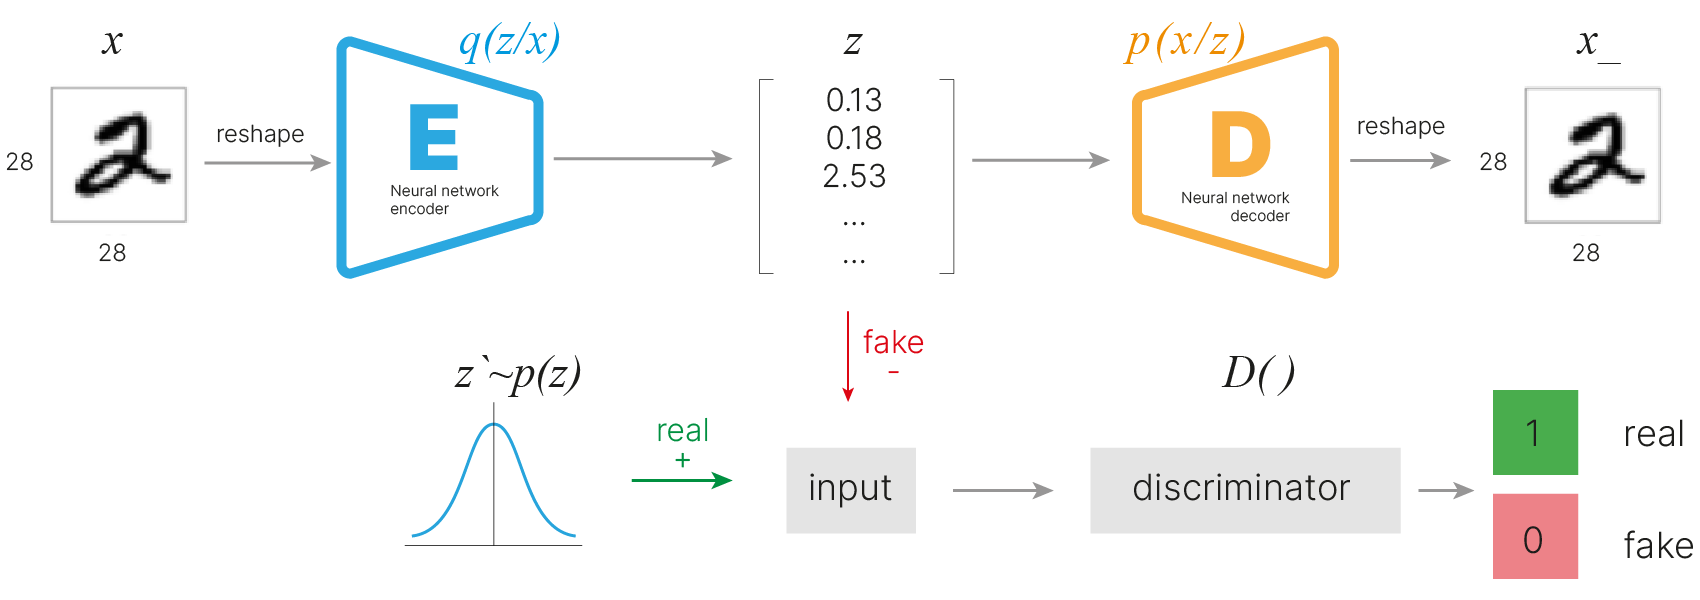 x
q(z/x)
z
p(x/z)
x_
28
28
reshape
E
Neural network
encoder
0.13
0.18
2.53
...
...
D
Neural network
decoder
reshape
28
28
fake
-
z`~p(z)
real
+
input
D( )
discriminator
1
real
0
fake